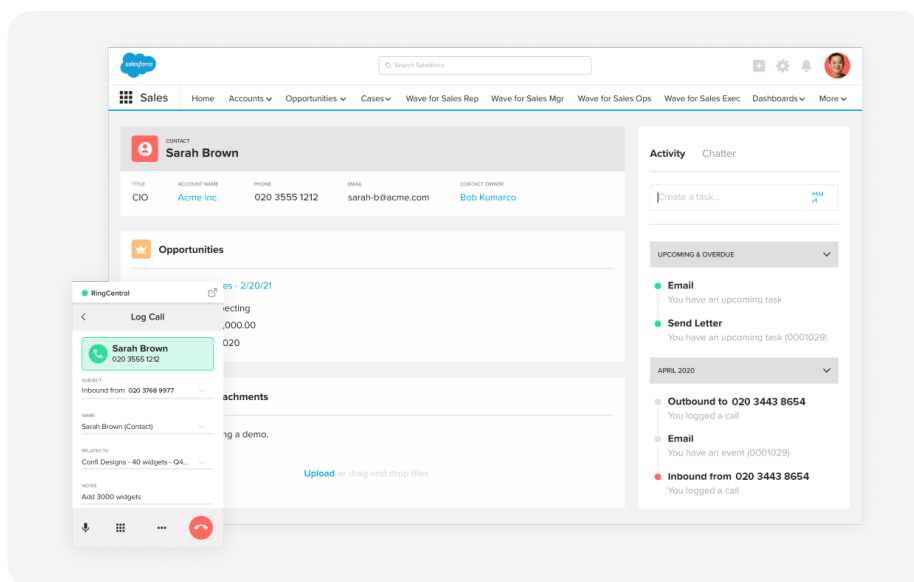 salesforce
Search Salesforce
Sales
Home
Accounts
Opportunities
Cases
Wave for Sales Rep
Wave for Sales Mgr
Wave for Sales Ops
Wave for Sales Exec
Dashboards
More
CONTACT
Sarah Brown
TITLE
ACCOUNT NAME
PHONE
EMAIL
CONTACT OWNER
CIO
Acme Inc.
020 3555 1212
sarah-b@acme.com
Bob Kumarco
Opportunities
es - 2/20/21
ecting
,000.00
020
achments
ng a demo.
Upload or drag and drop files
RingCentral
Log Call
Sarah Brown
020 3555 1212
SUBJECT
Inbound from 020 3768 9977
NAME
Sarah Brown (Contact)
RELATED TO
Confi Designs - 40 widgets - Q4...
NOTES
Add 3000 widgets
Activity
Chatter
Create a task...
UPCOMING & OVERDUE
Email
You have an upcoming task
Send Letter
You have an upcoming task (0001029)
APRIL 2020
Outbound to 020 3443 8654
You logged a call
Email
You have an event (0001029)
Inbound from 020 3443 8654
You logged a call